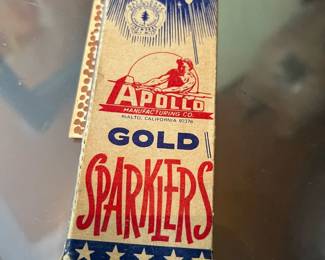 APOLLO
MANUFACTURING CO.
RIALTO, CALIFORNIA 92376
GOLD
SPARKLERS